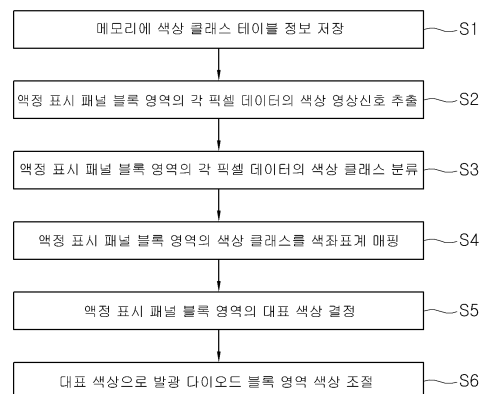 메모리에 색상 클래스 테이블 정보 저장 S1
액정 표시 패널 블록 영역의 각 픽셀 데이터의 색상 영상신호 추출 S2
액정 표시 패널 블록 영역의 각 픽셀 데이터의 색상 클래스 분류 S3
액정 표시 패널 블록 영역의 색상 클래스를 색좌표계 매핑 S4
액정 표시 패널 블록 영역의 대표 색상 결정 S5
대표 색상으로 발광 다이오드 블록 영역 색상 조절 S6